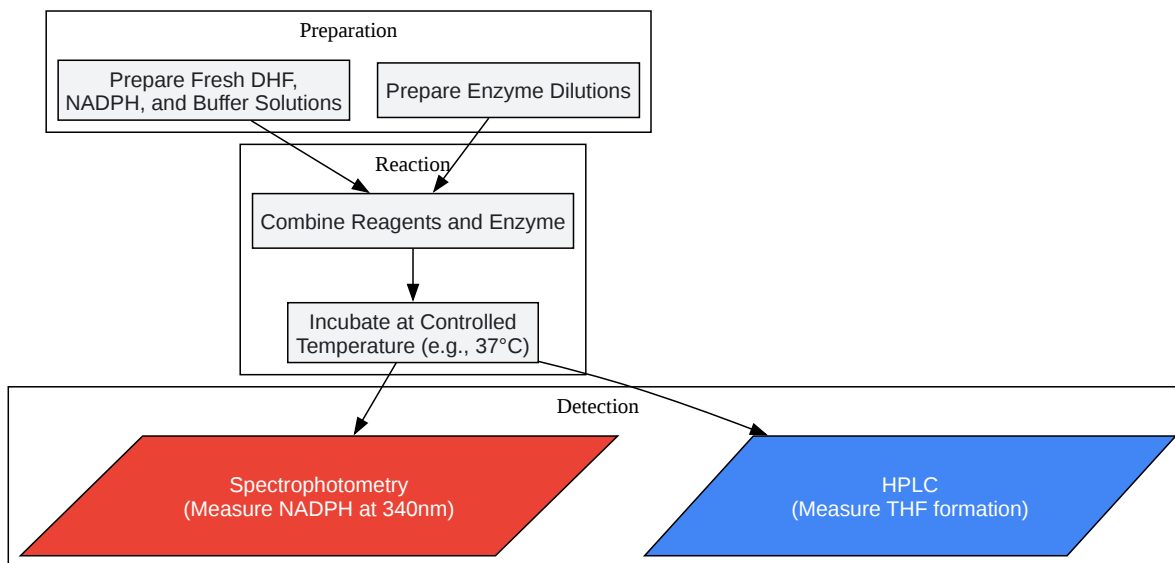 Preparation
Prepare Fresh DHF,
NADPH, and Buffer Solutions
Prepare Enzyme Dilutions
Reaction
Combine Reagents and Enzyme
Incubate at Controlled
Temperature (e.g., 37°C)
Detection
Spectrophotometry
(Measure NADPH at 340nm)
HPLC
(Measure THF formation)